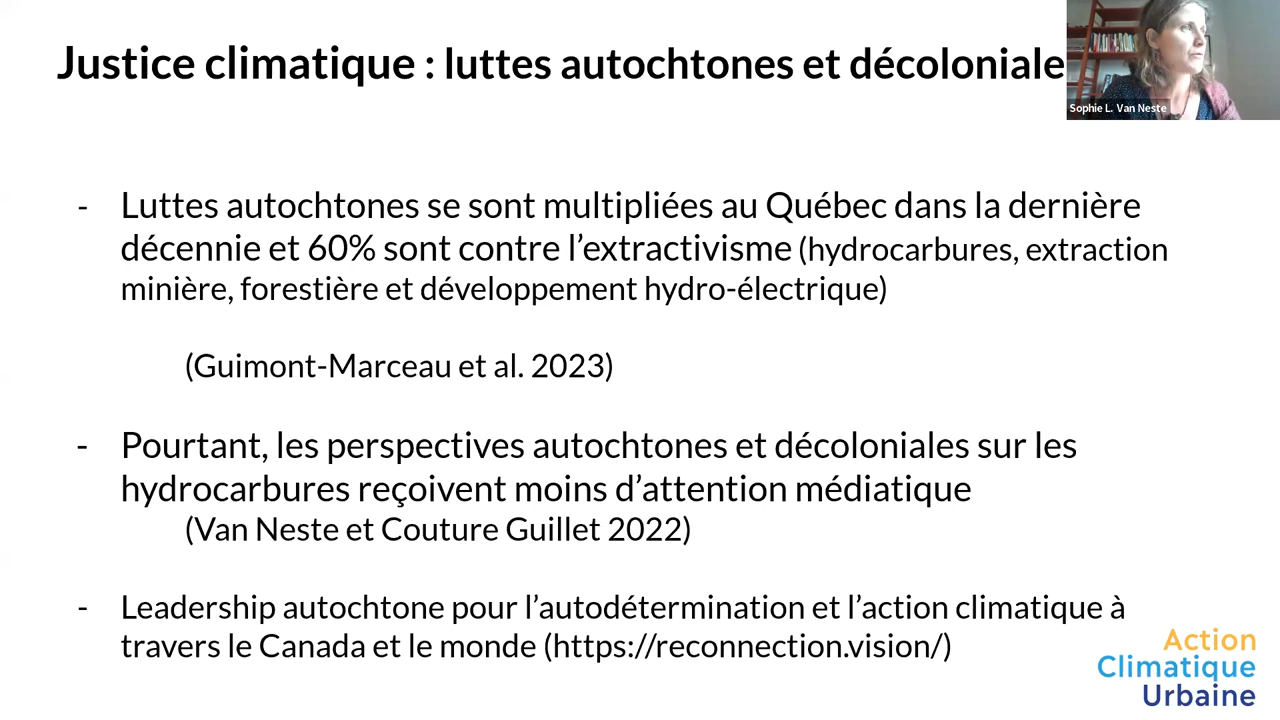 Justice climatique : luttes autochtones et décoloniale
Sophie L. Van Neste
- Luttes autochtones se sont multipliées au Québec dans la dernière
décennie et 60% sont contre l’extractivisme (hydrocarbures, extraction
minière, forestière et développement hydro-électrique)
(Guimont-Marceau et al. 2023)
- Pourtant, les perspectives autochtones et décoloniales sur les
hydrocarbures reçoivent moins d’attention médiatique
(Van Neste et Couture Guillet 2022)
- Leadership autochtone pour l’autodétermination et l’action climatique à
travers le Canada et le monde (https://reconnection.vision/)
Action
Climatique
Urbaine